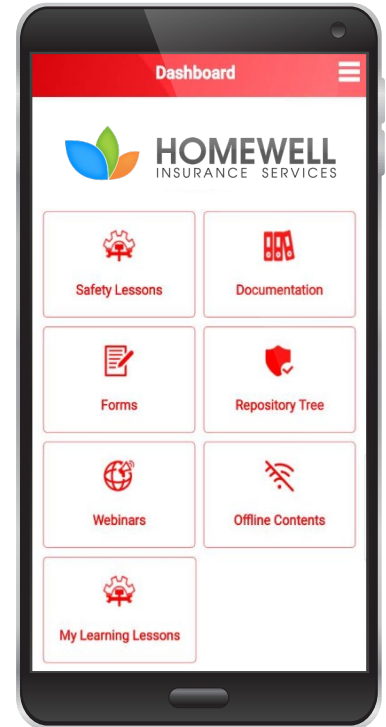 Dashboard
HOMEWELL
INSURANCE SERVICES
Safety Lessons
Documentation
Forms
Repository Tree
Webinars
Offline Contents
My Learning Lessons